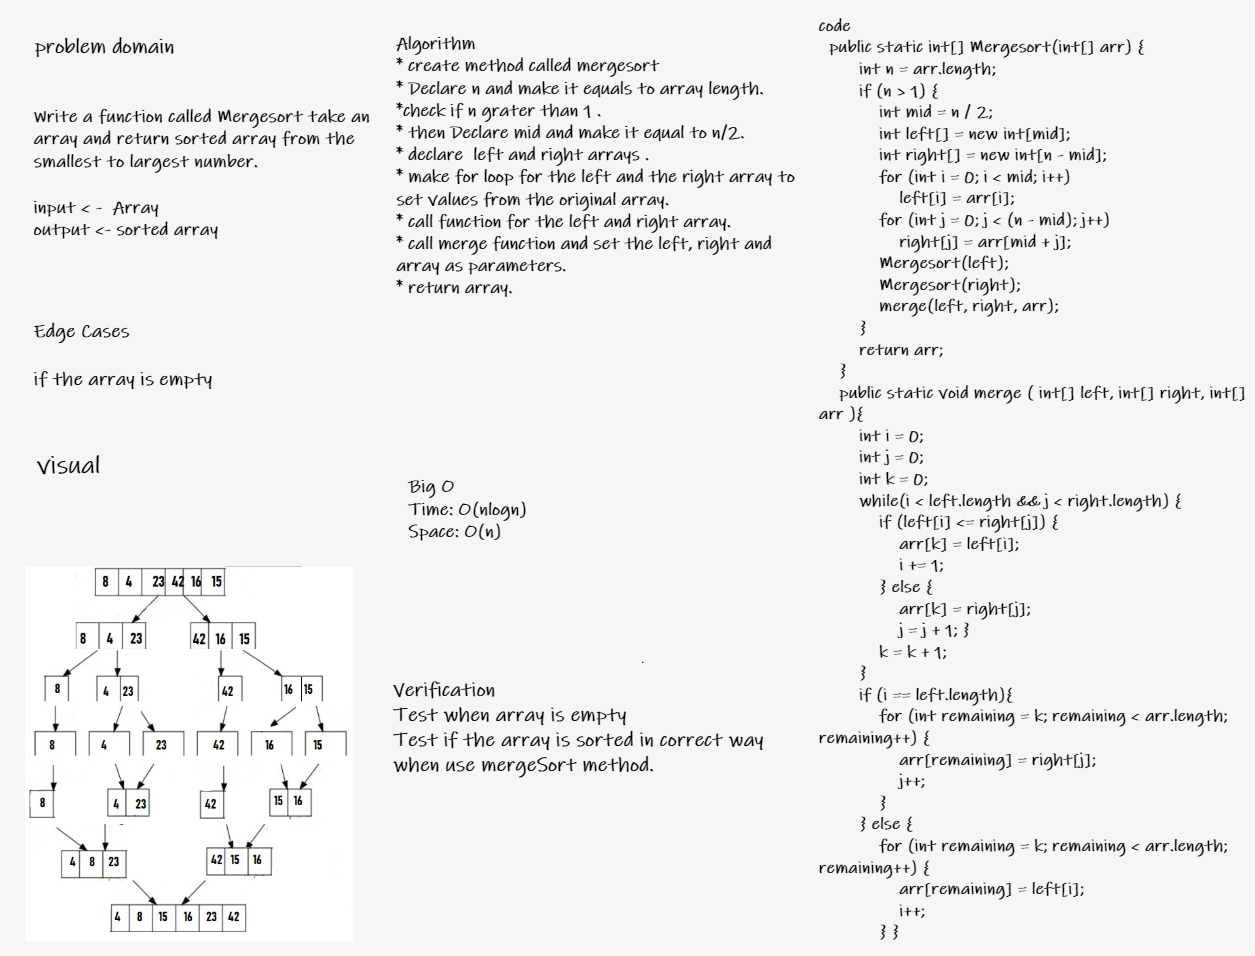 problem domain
Write a function called Mergesort take an
array and return sorted array from the
smallest to largest number.
input < - Array
output <- sorted array
Edge Cases
if the array is empty
visual
8 4 23 42 16 15
8 4 23 42 16 15
8 4 23 42 16 15
8 4 23 42 16 15
8 4 23 42 15 16
4 8 23 42 15 16
4 8 15 16 23 42
Algorithm
* create method called mergesort
* Declare n and make it equals to array length.
*check if n grater than 1 .
* then Declare mid and make it equal to n/2.
* declare left and right arrays .
* make for loop for the left and the right array to
set values from the original array.
* call function for the left and right array.
* call merge function and set the left, right and
array as parameters.
* return array.
Big O
Time: O(nlogn)
Space: O(n)
Verification
Test when array is empty
Test if the array is sorted in correct way
when use mergeSort method.
code
public static int[] Mergesort(int[] arr) {
int n = arr.length;
if (n > 1) {
int mid = n / 2;
int left[] = new int[mid];
int right[] = new int[n - mid];
for (int i = 0; i < mid; i++)
left[i] = arr[i];
for (int j = 0; j < (n - mid); j++)
right[j] = arr[mid + j];
Mergesort(left);
Mergesort(right);
merge(left, right, arr);
}
return arr;
}
public static void merge ( int[] left, int[] right, int[]
arr ){
int i = 0;
int j = 0;
int k = 0;
while(i < left.length && j < right.length) {
if (left[i] <= right[j]) {
arr[k] = left[i];
i += 1;
} else {
arr[k] = right[j];
j = j + 1; }
k = k + 1;
}
if (i == left.length){
for (int remaining = k; remaining < arr.length;
remaining++) {
arr[remaining] = right[j];
j++;
}
} else {
for (int remaining = k; remaining < arr.length;
remaining++) {
arr[remaining] = left[i];
i++;
} }